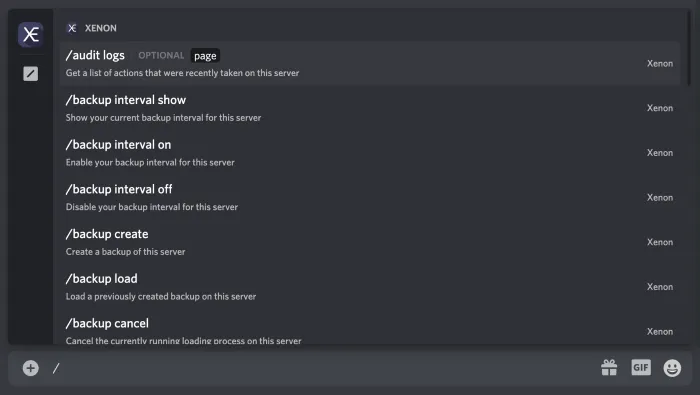 XENON
/audit logs OPTIONAL page
Get a list of actions that were recently taken on this server
Xenon
/backup interval show
Show your current backup interval for this server
Xenon
/backup interval on
Enable your backup interval for this server
Xenon
/backup interval off
Disable your backup interval for this server
Xenon
/backup create
Create a backup of this server
Xenon
/backup load
Load a previously created backup on this server
Xenon
/backup cancel
Cancel the currently running loading process on this server
Xenon
/
GIF